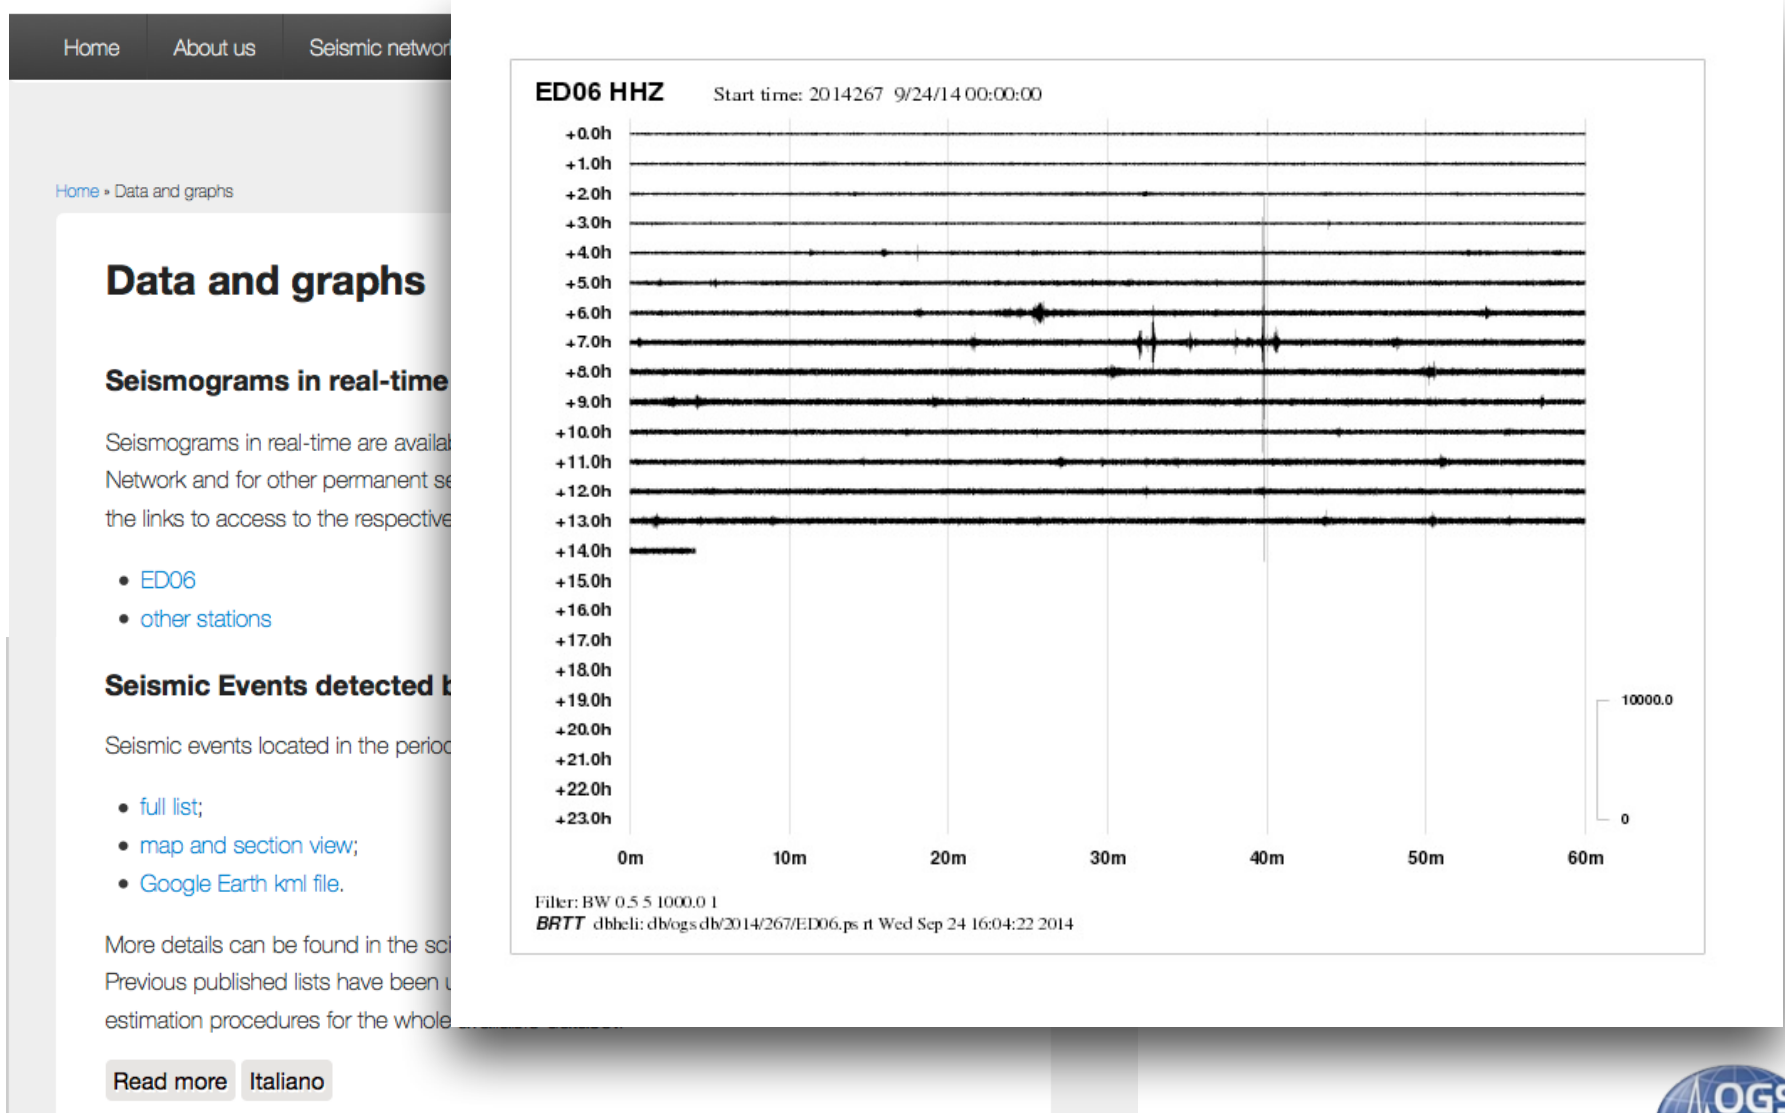 Home About us Seismic networ
Home » Data and graphs
Data and graphs
Seismograms in real-time
Seismograms in real-time are availab
Network and for other permanent se
the links to access to the respective
• ED06
• other stations
Seismic Events detected b
Seismic events located in the perioc
• full list;
• map and section view;
• Google Earth kml file.
More details can be found in the sci
Previous published lists have been u
estimation procedures for the whole
Read more Italiano
ED06 HHZ Start time: 2014267 9/24/14 00:00:00
+0.0h
+1.0h
+2.0h
+3.0h
+4.0h
+5.0h
+6.0h
+7.0h
+8.0h
+9.0h
+10.0h
+11.0h
+12.0h
+13.0h
+14.0h
+15.0h
+16.0h
+17.0h
+18.0h
+19.0h
+20.0h
+21.0h
+22.0h
+23.0h
10000.0
0
0m 10m 20m 30m 40m 50m 60m
Filter: BW 0.5 5 1000.0 1
BRTT dbheli: db/ogsdb/2014/267/ED06.ps rt Wed Sep 24 16:04:22 2014
OGS